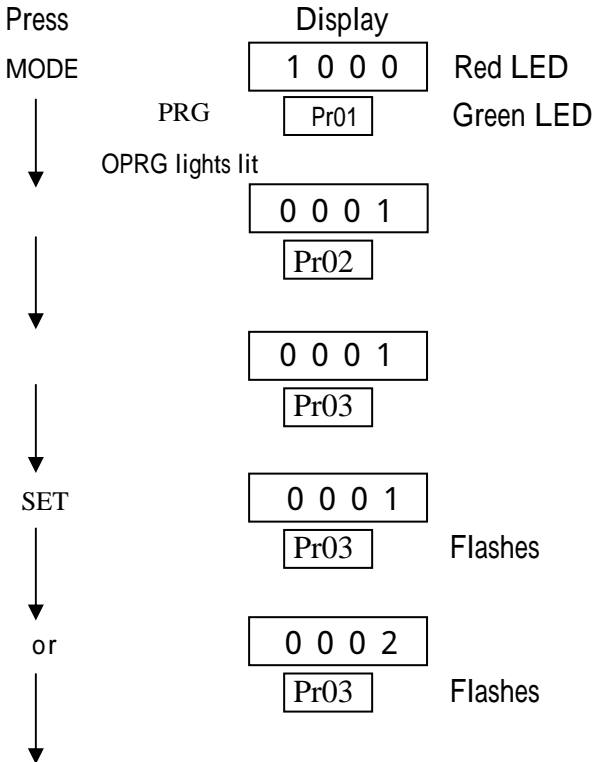 Press Display
MODE 1 0 0 0 Red LED
PRG Pr01 Green LED
OPRG lights lit
0 0 0 1
Pr02
0 0 0 1
Pr03
SET 0 0 0 1
Pr03 Flashes
or 0 0 0 2
Pr03 Flashes